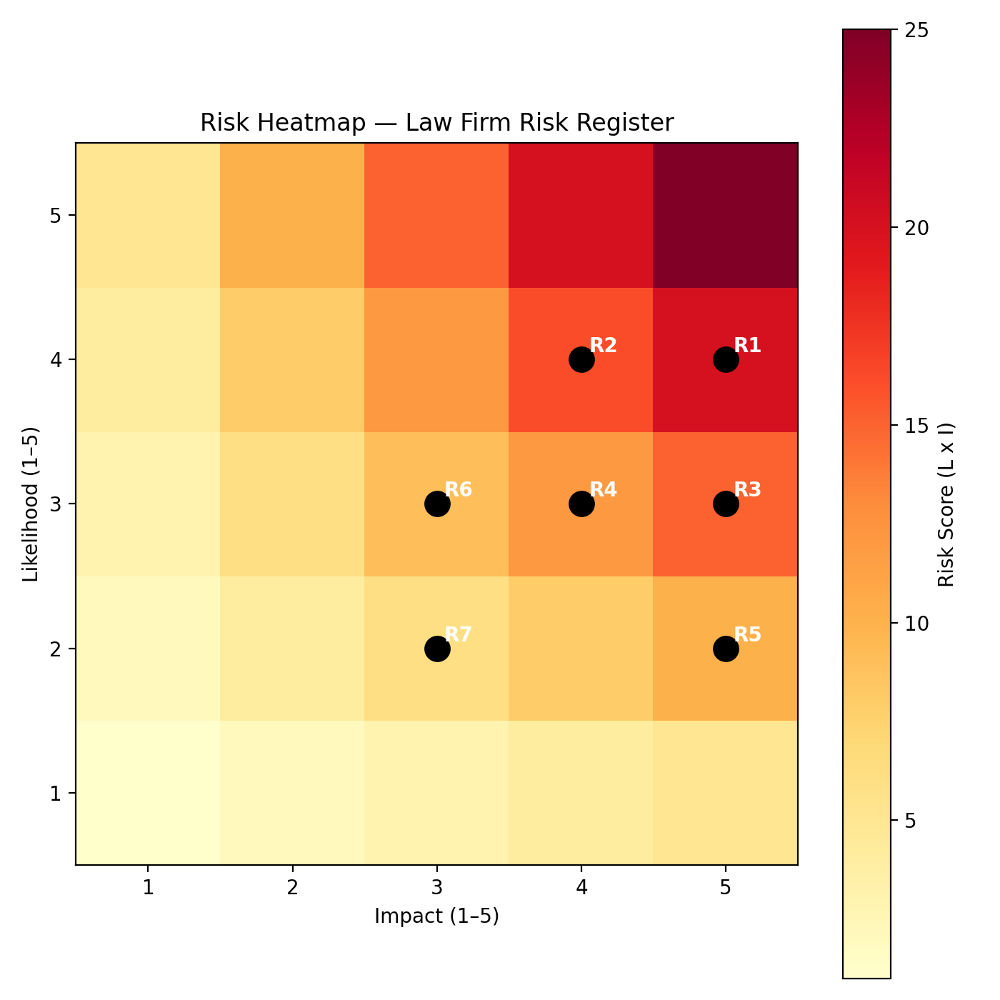 Risk Heatmap — Law Firm Risk Register
25
20
15
10
5
Risk Score (L x I)
5
4
3
2
1
Likelihood (1–5)
R2 R1
R6 R4 R3
R7 R5
1 2 3 4 5
Impact (1–5)